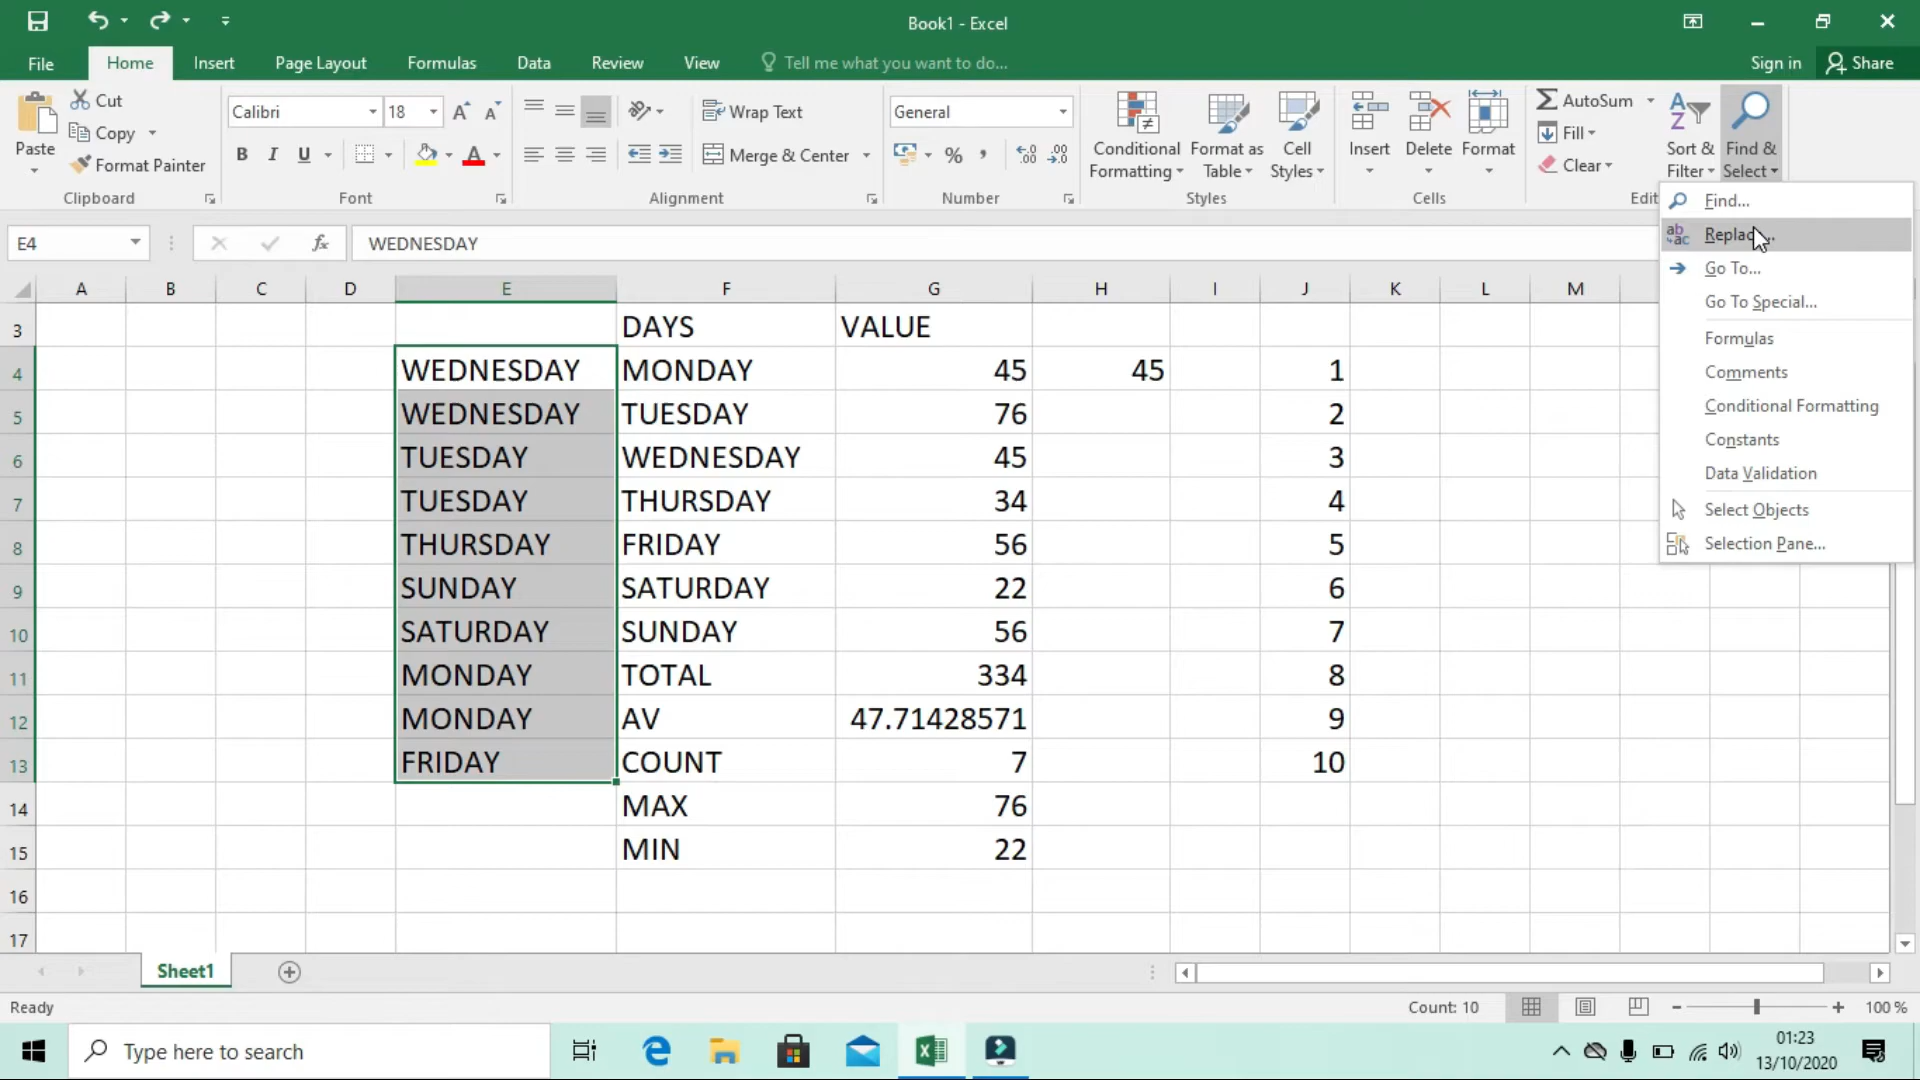 Book1 - Excel
File Home Insert Page Layout Formulas Data Review View Tell me what you want to do... Sign in Share
Paste Cut Copy Format Painter Clipboard
Calibri 18 B I U A Font
Wrap Text Merge & Center Alignment
General % Number
Conditional Formatting Format as Table Cell Styles Styles
Insert Delete Format Cells
AutoSum Fill Clear Sort & Filter Find & Select Edit
Find...
Replac...
Go To...
Go To Special...
Formulas
Comments
Conditional Formatting
Constants
Data Validation
Select Objects
Selection Pane...
E4 fx WEDNESDAY
A B C D E F G H I J K L M
3 DAYS VALUE
4 WEDNESDAY MONDAY 45 45 1
5 WEDNESDAY TUESDAY 76 2
6 TUESDAY WEDNESDAY 45 3
7 TUESDAY THURSDAY 34 4
8 THURSDAY FRIDAY 56 5
9 SUNDAY SATURDAY 22 6
10 SATURDAY SUNDAY 56 7
11 MONDAY TOTAL 334 8
12 MONDAY AV 47.71428571 9
13 FRIDAY COUNT 7 10
14 MAX 76
15 MIN 22
16
17
Sheet1
Ready Count: 10 100 %
Type here to search 01:23
13/10/2020